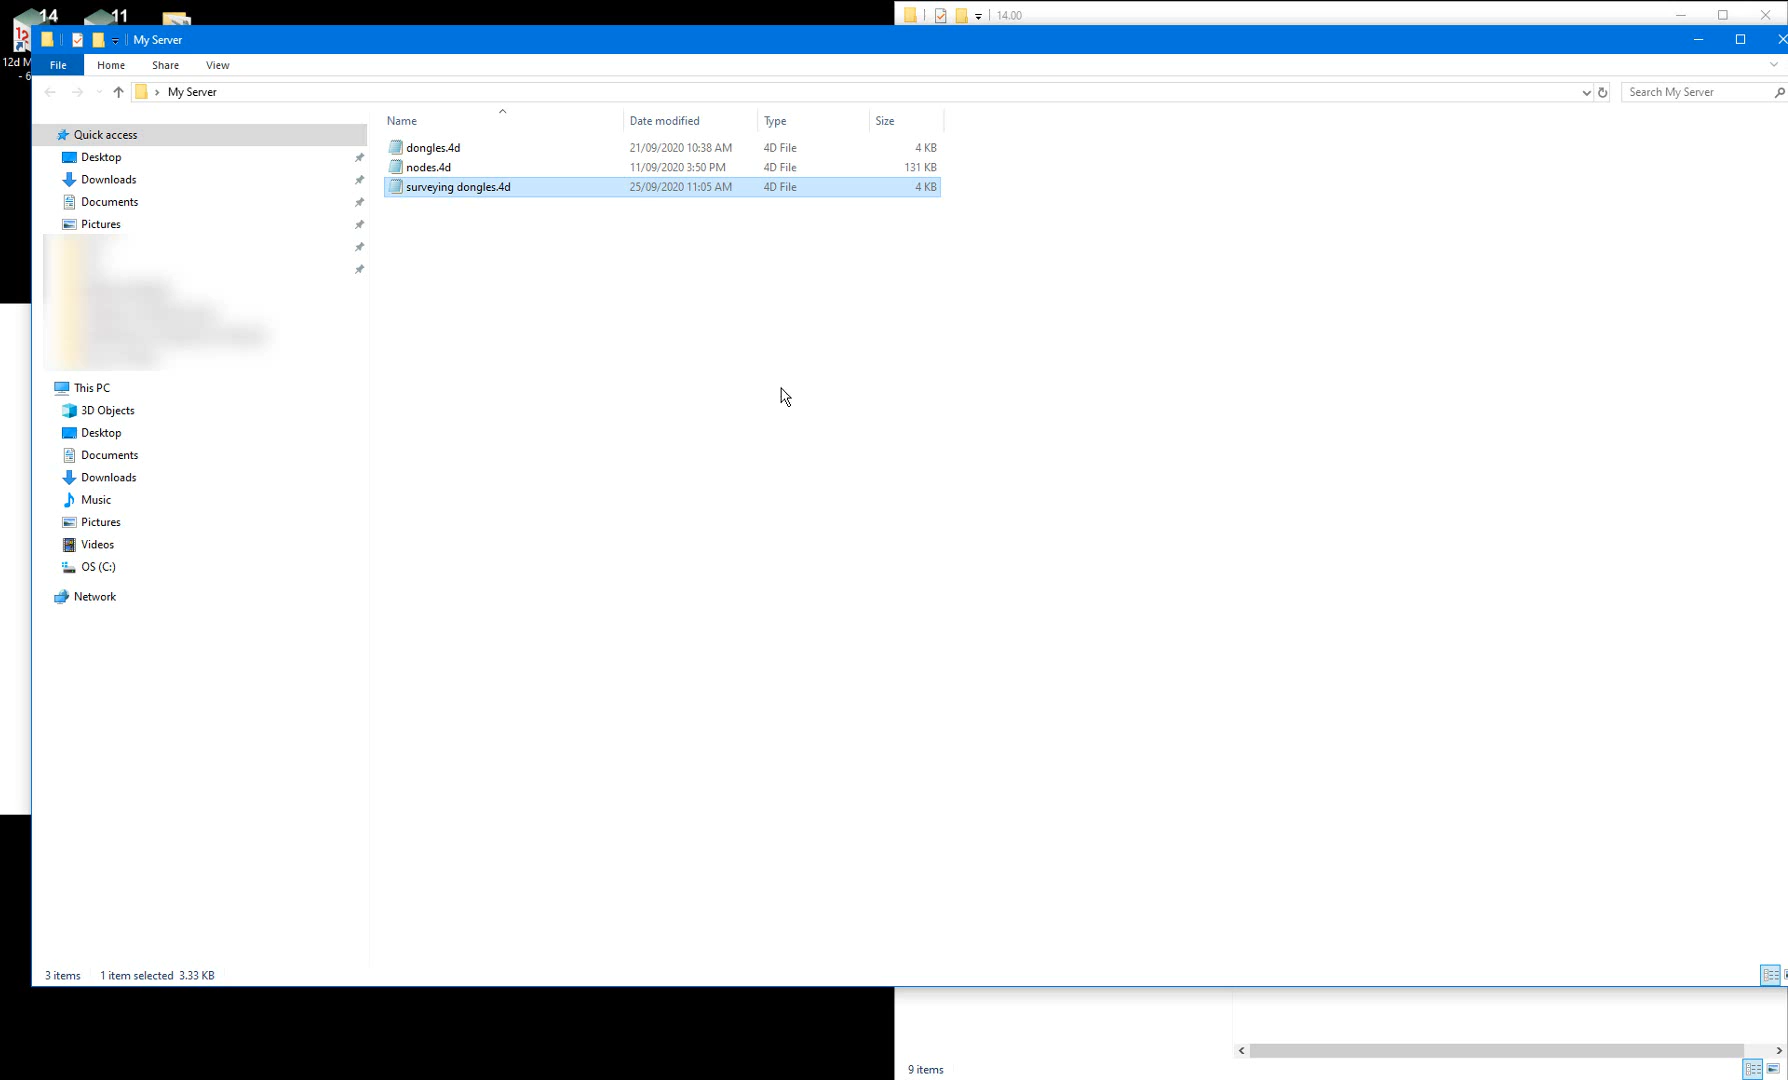 14
11
12d M
- 6
14.00
My Server
File
Home
Share
View
My Server
Search My Server
Name
Date modified
Type
Size
dongles.4d
21/09/2020 10:38 AM
4D File
4 KB
nodes.4d
11/09/2020 3:50 PM
4D File
131 KB
surveying dongles.4d
25/09/2020 11:05 AM
4D File
4 KB
Quick access
Desktop
Downloads
Documents
Pictures
This PC
3D Objects
Desktop
Documents
Downloads
Music
Pictures
Videos
OS (C:)
Network
3 items
1 item selected 3.33 KB
9 items